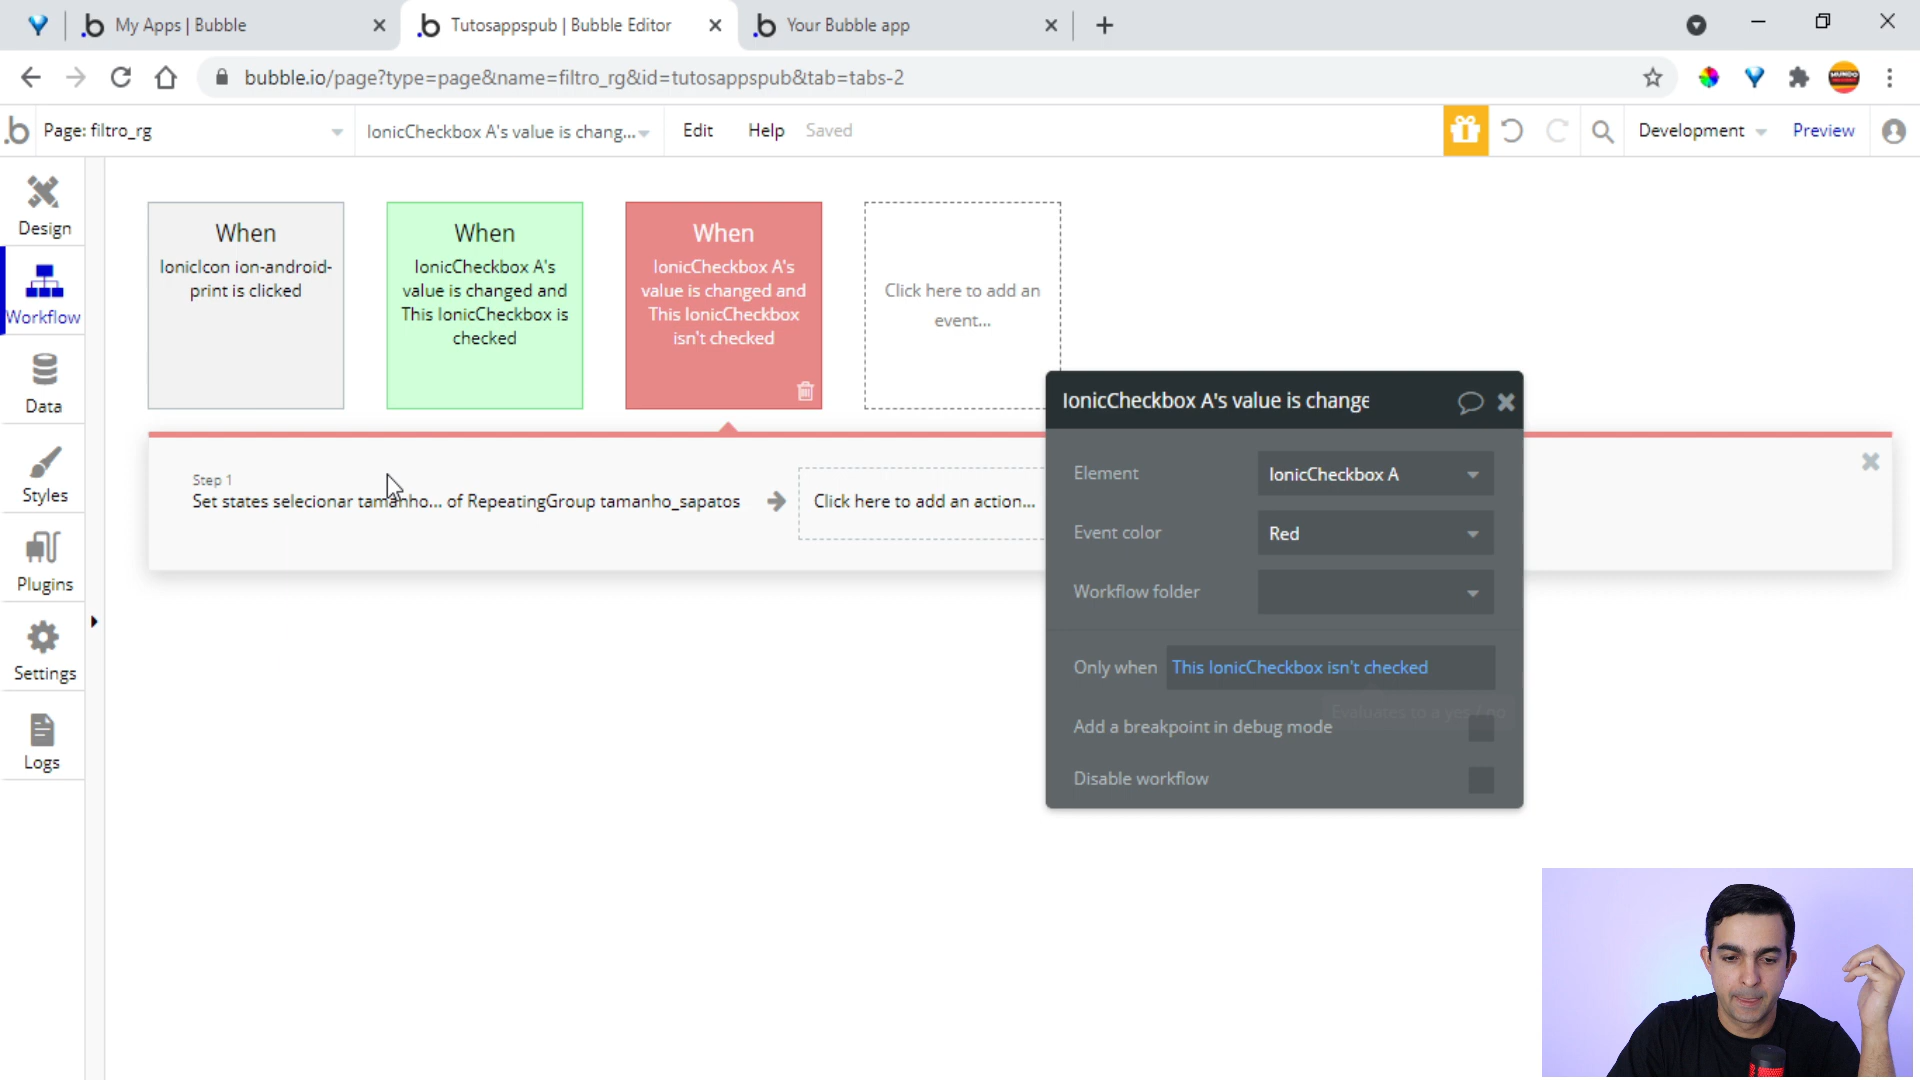 My Apps | Bubble
Tutosappspub | Bubble Editor
Your Bubble app
bubble.io/page?type=page&name=filtro_rg&id=tutosappspub&tab=tabs-2
Page: filtro_rg
IonicCheckbox A's value is chang...
Edit
Help
Saved
Development
Preview
Design
Workflow
Data
Styles
Plugins
Settings
Logs
When
IonicIcon ion-android-
print is clicked
When
IonicCheckbox A's
value is changed and
This IonicCheckbox is
checked
When
IonicCheckbox A's
value is changed and
This IonicCheckbox
isn't checked
Click here to add an
event...
Step 1
Set states selecionar tamanho... of RepeatingGroup tamanho_sapatos
Click here to add an action...
IonicCheckbox A's value is change
Element
IonicCheckbox A
Event color
Red
Workflow folder
Only when
This IonicCheckbox isn't checked
Evaluates to a yes / no
Add a breakpoint in debug mode
Disable workflow